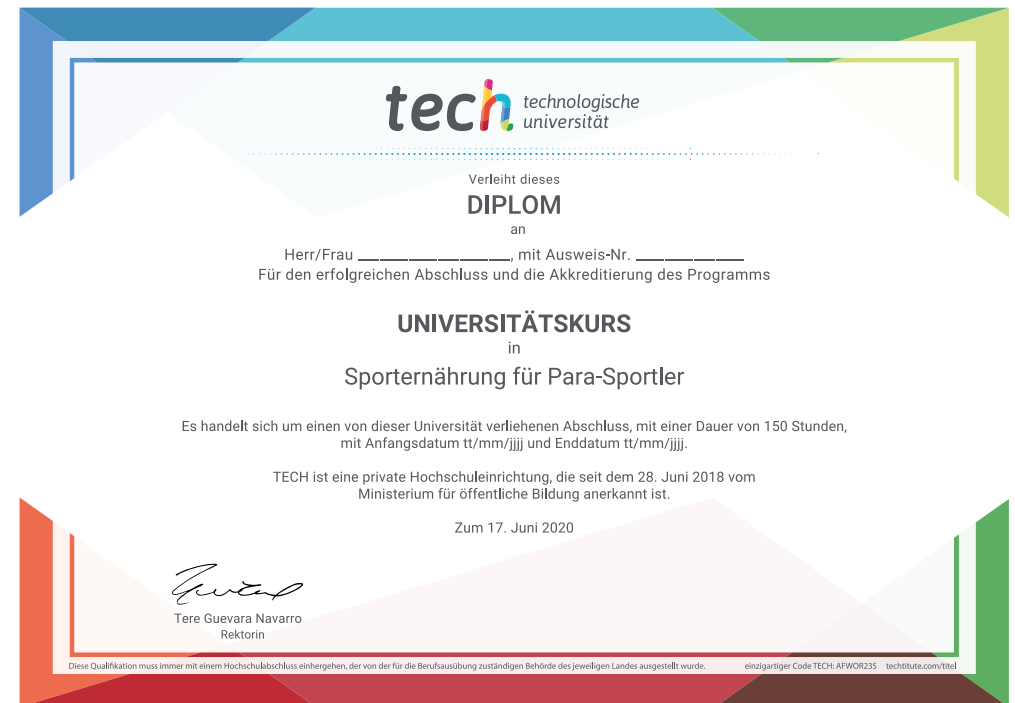 tech technologische
universität
Verleiht dieses
DIPLOM
an
Herr/Frau ________________, mit Ausweis-Nr. ____________
Für den erfolgreichen Abschluss und die Akkreditierung des Programms
UNIVERSITÄTSKURS
in
Sporternährung für Para-Sportler
Es handelt sich um einen von dieser Universität verliehenen Abschluss, mit einer Dauer von 150 Stunden,
mit Anfangsdatum tt/mm/jjjj und Enddatum tt/mm/jjjj.
TECH ist eine private Hochschuleinrichtung, die seit dem 28. Juni 2018 vom
Ministerium für öffentliche Bildung anerkannt ist.
Zum 17. Juni 2020
Tere Guevara Navarro
Rektorin
Diese Qualifikation muss immer mit einem Hochschulabschluss einhergehen, der von der für die Berufsausübung zuständigen Behörde des jeweiligen Landes ausgestellt wurde. einzigartiger Code TECH: AFWOR23S techtitute.com/titel